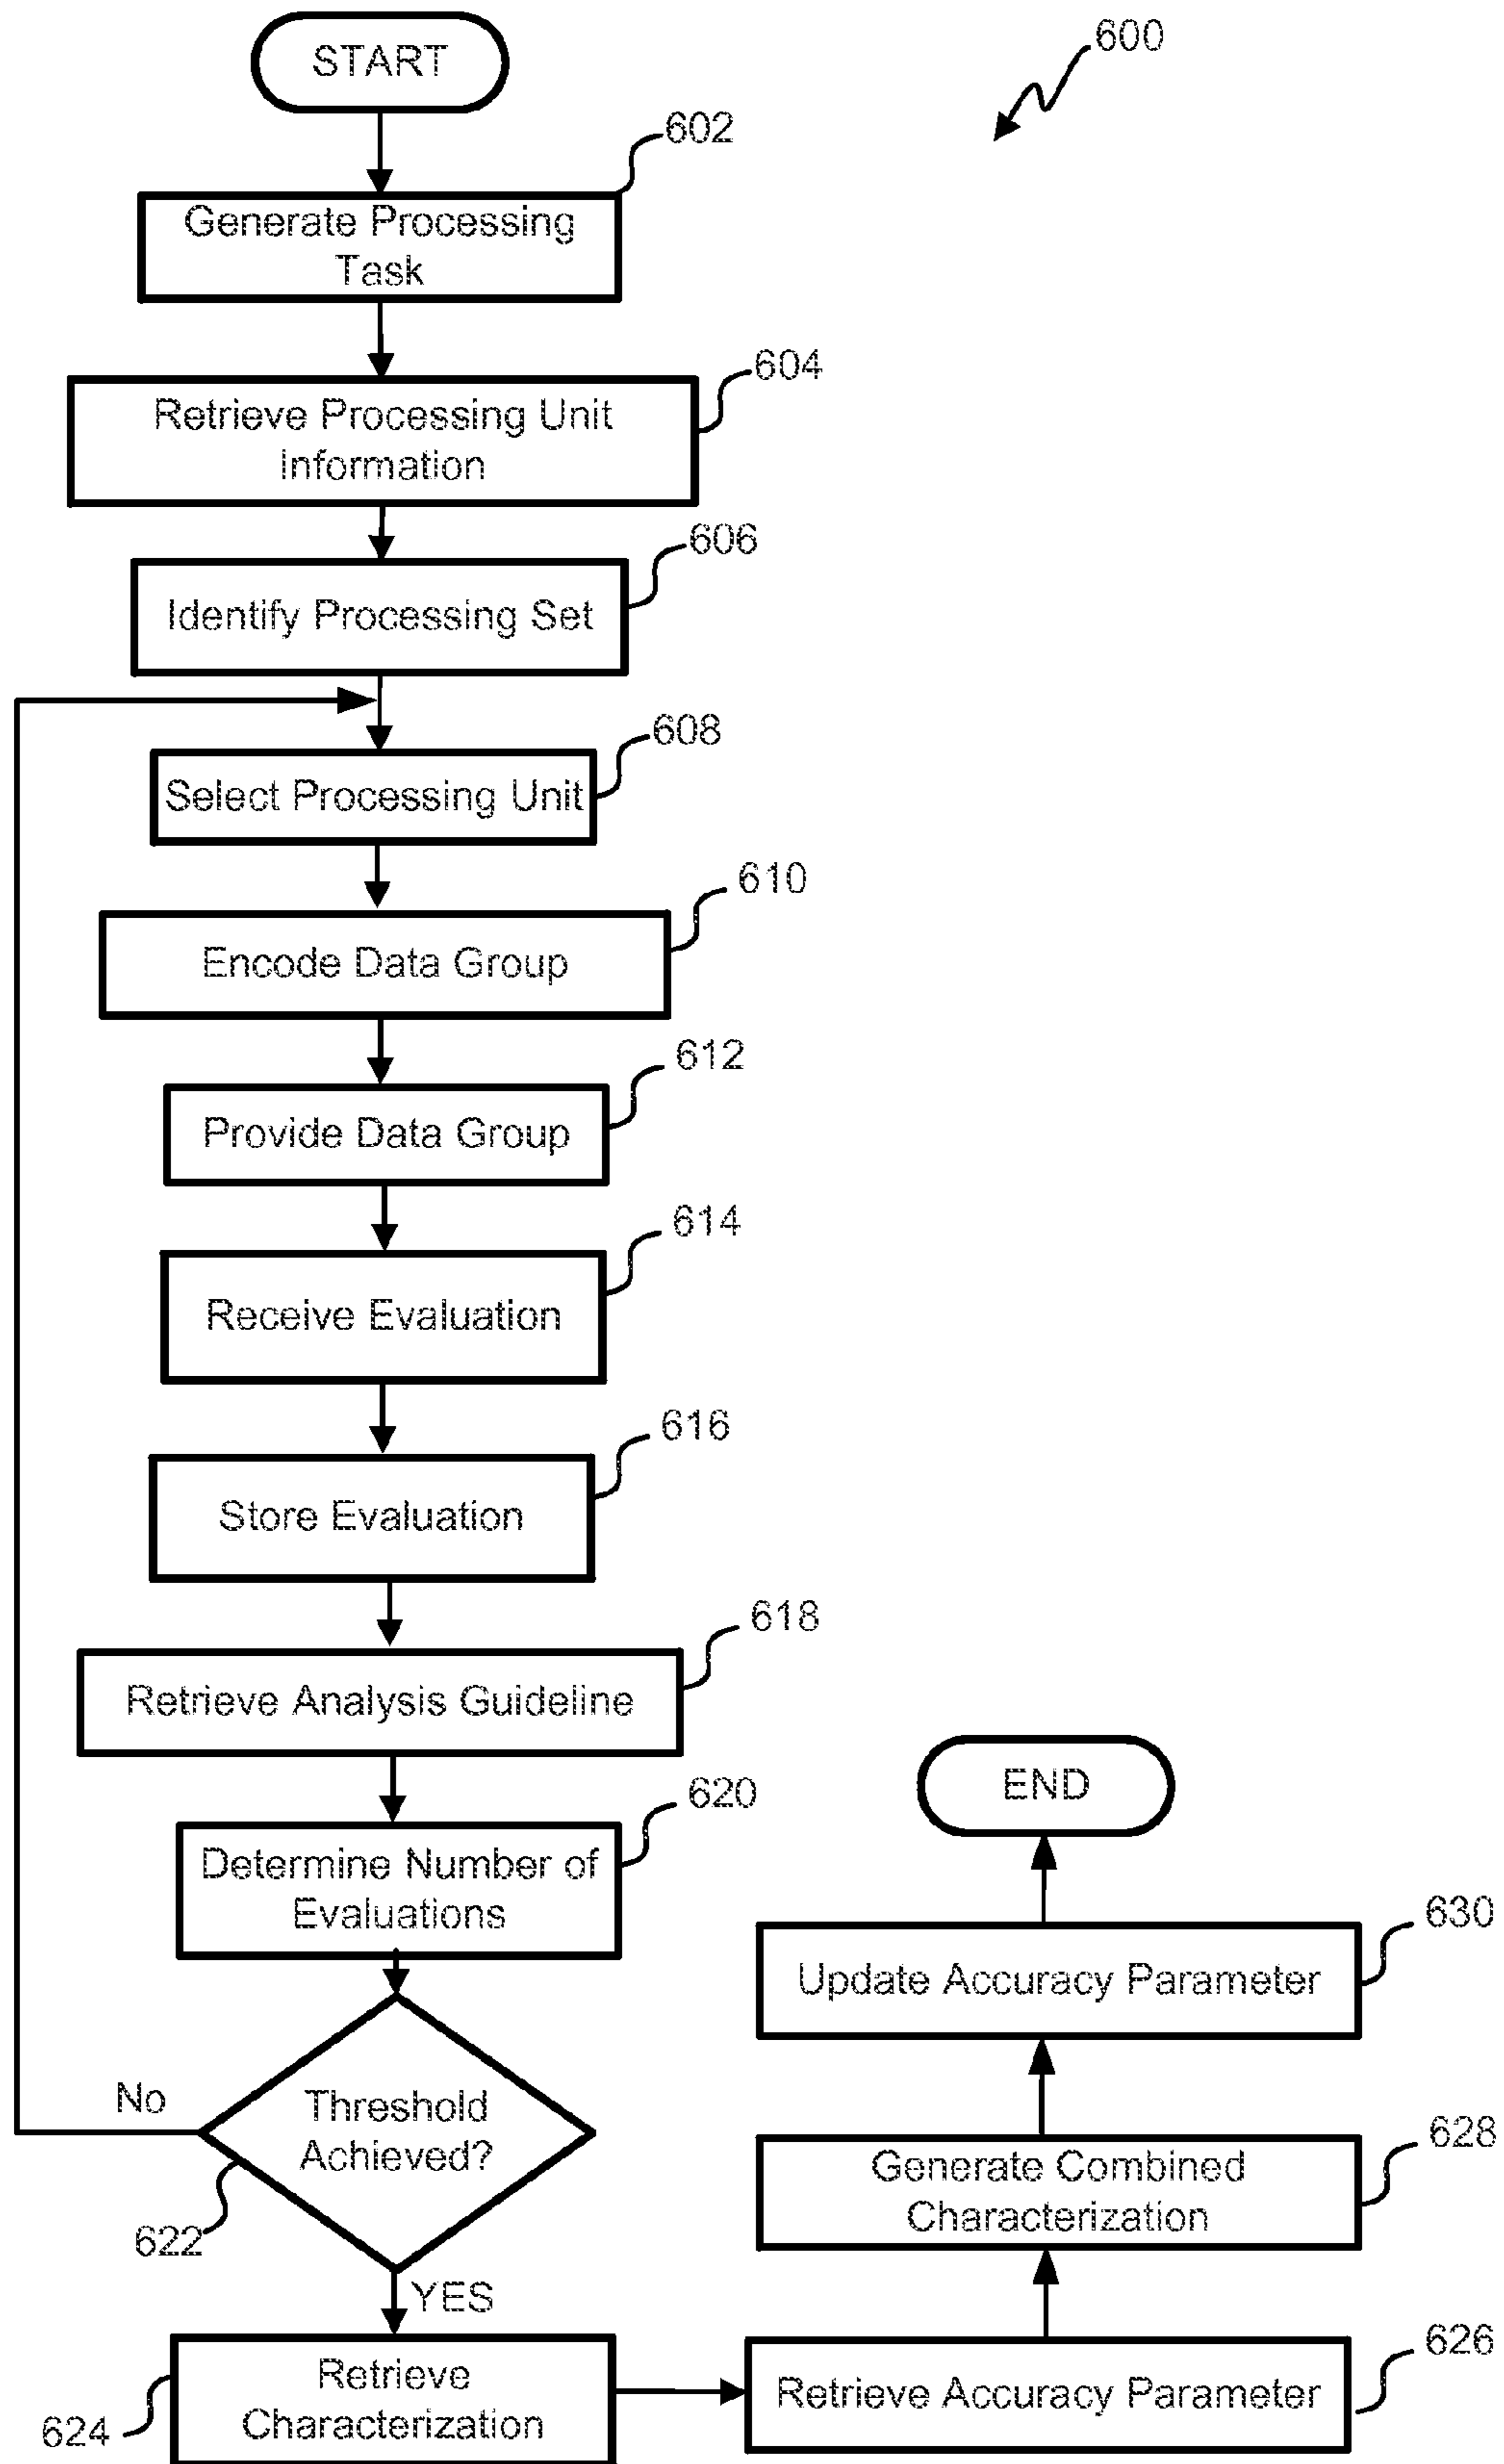 START
600
602
Generate Processing
Task
604
Retrieve Processing Unit
Information
606
Identify Processing Set
608
Select Processing Unit
610
Encode Data Group
612
Provide Data Group
614
Receive Evaluation
616
Store Evaluation
618
Retrieve Analysis Guideline
620
Determine Number of
Evaluations
No
Threshold
Achieved?
622
YES
Retrieve
Characterization
624
626
Retrieve Accuracy Parameter
628
Generate Combined
Characterization
630
Update Accuracy Parameter
END